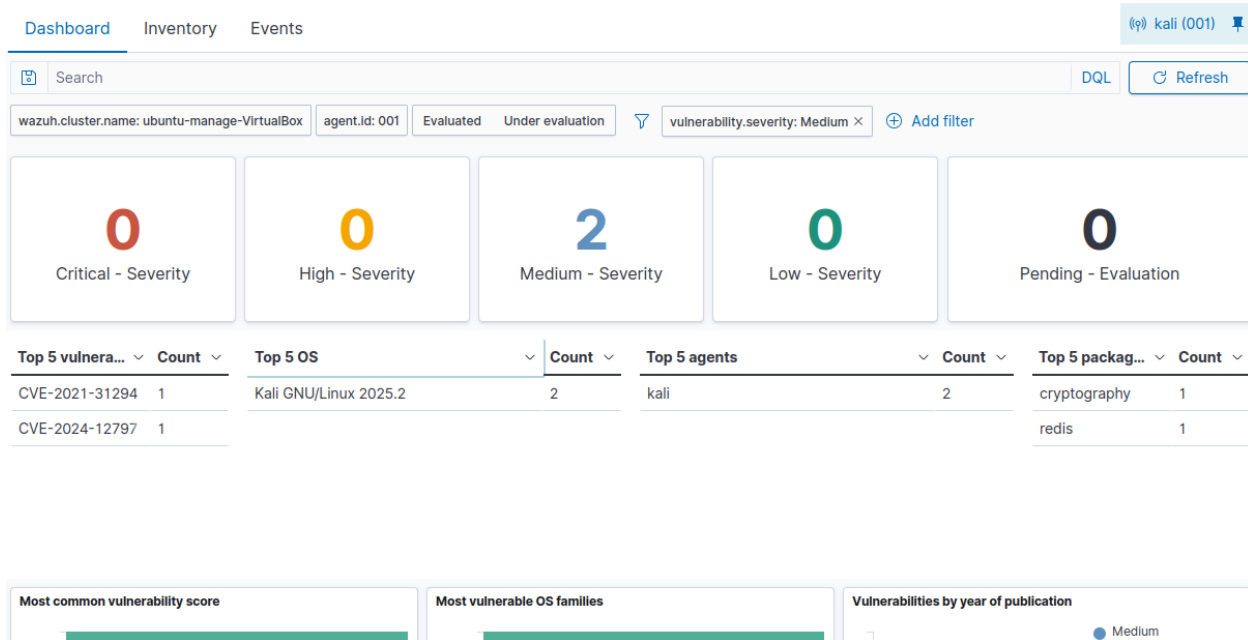 Dashboard Inventory Events kali (001)
Search DQL Refresh
wazuh.cluster.name: ubuntu-manage-VirtualBox agent.id: 001 Evaluated Under evaluation vulnerability.severity: Medium × Add filter
0 0 2 0 0
Critical - Severity High - Severity Medium - Severity Low - Severity Pending - Evaluation
Top 5 vulnera... Count Top 5 OS Count Top 5 agents Count Top 5 packag... Count
CVE-2021-31294 1 Kali GNU/Linux 2025.2 2 kali 2 cryptography 1
CVE-2024-12797 1 redis 1
Most common vulnerability score Most vulnerable OS families Vulnerabilities by year of publication
Medium